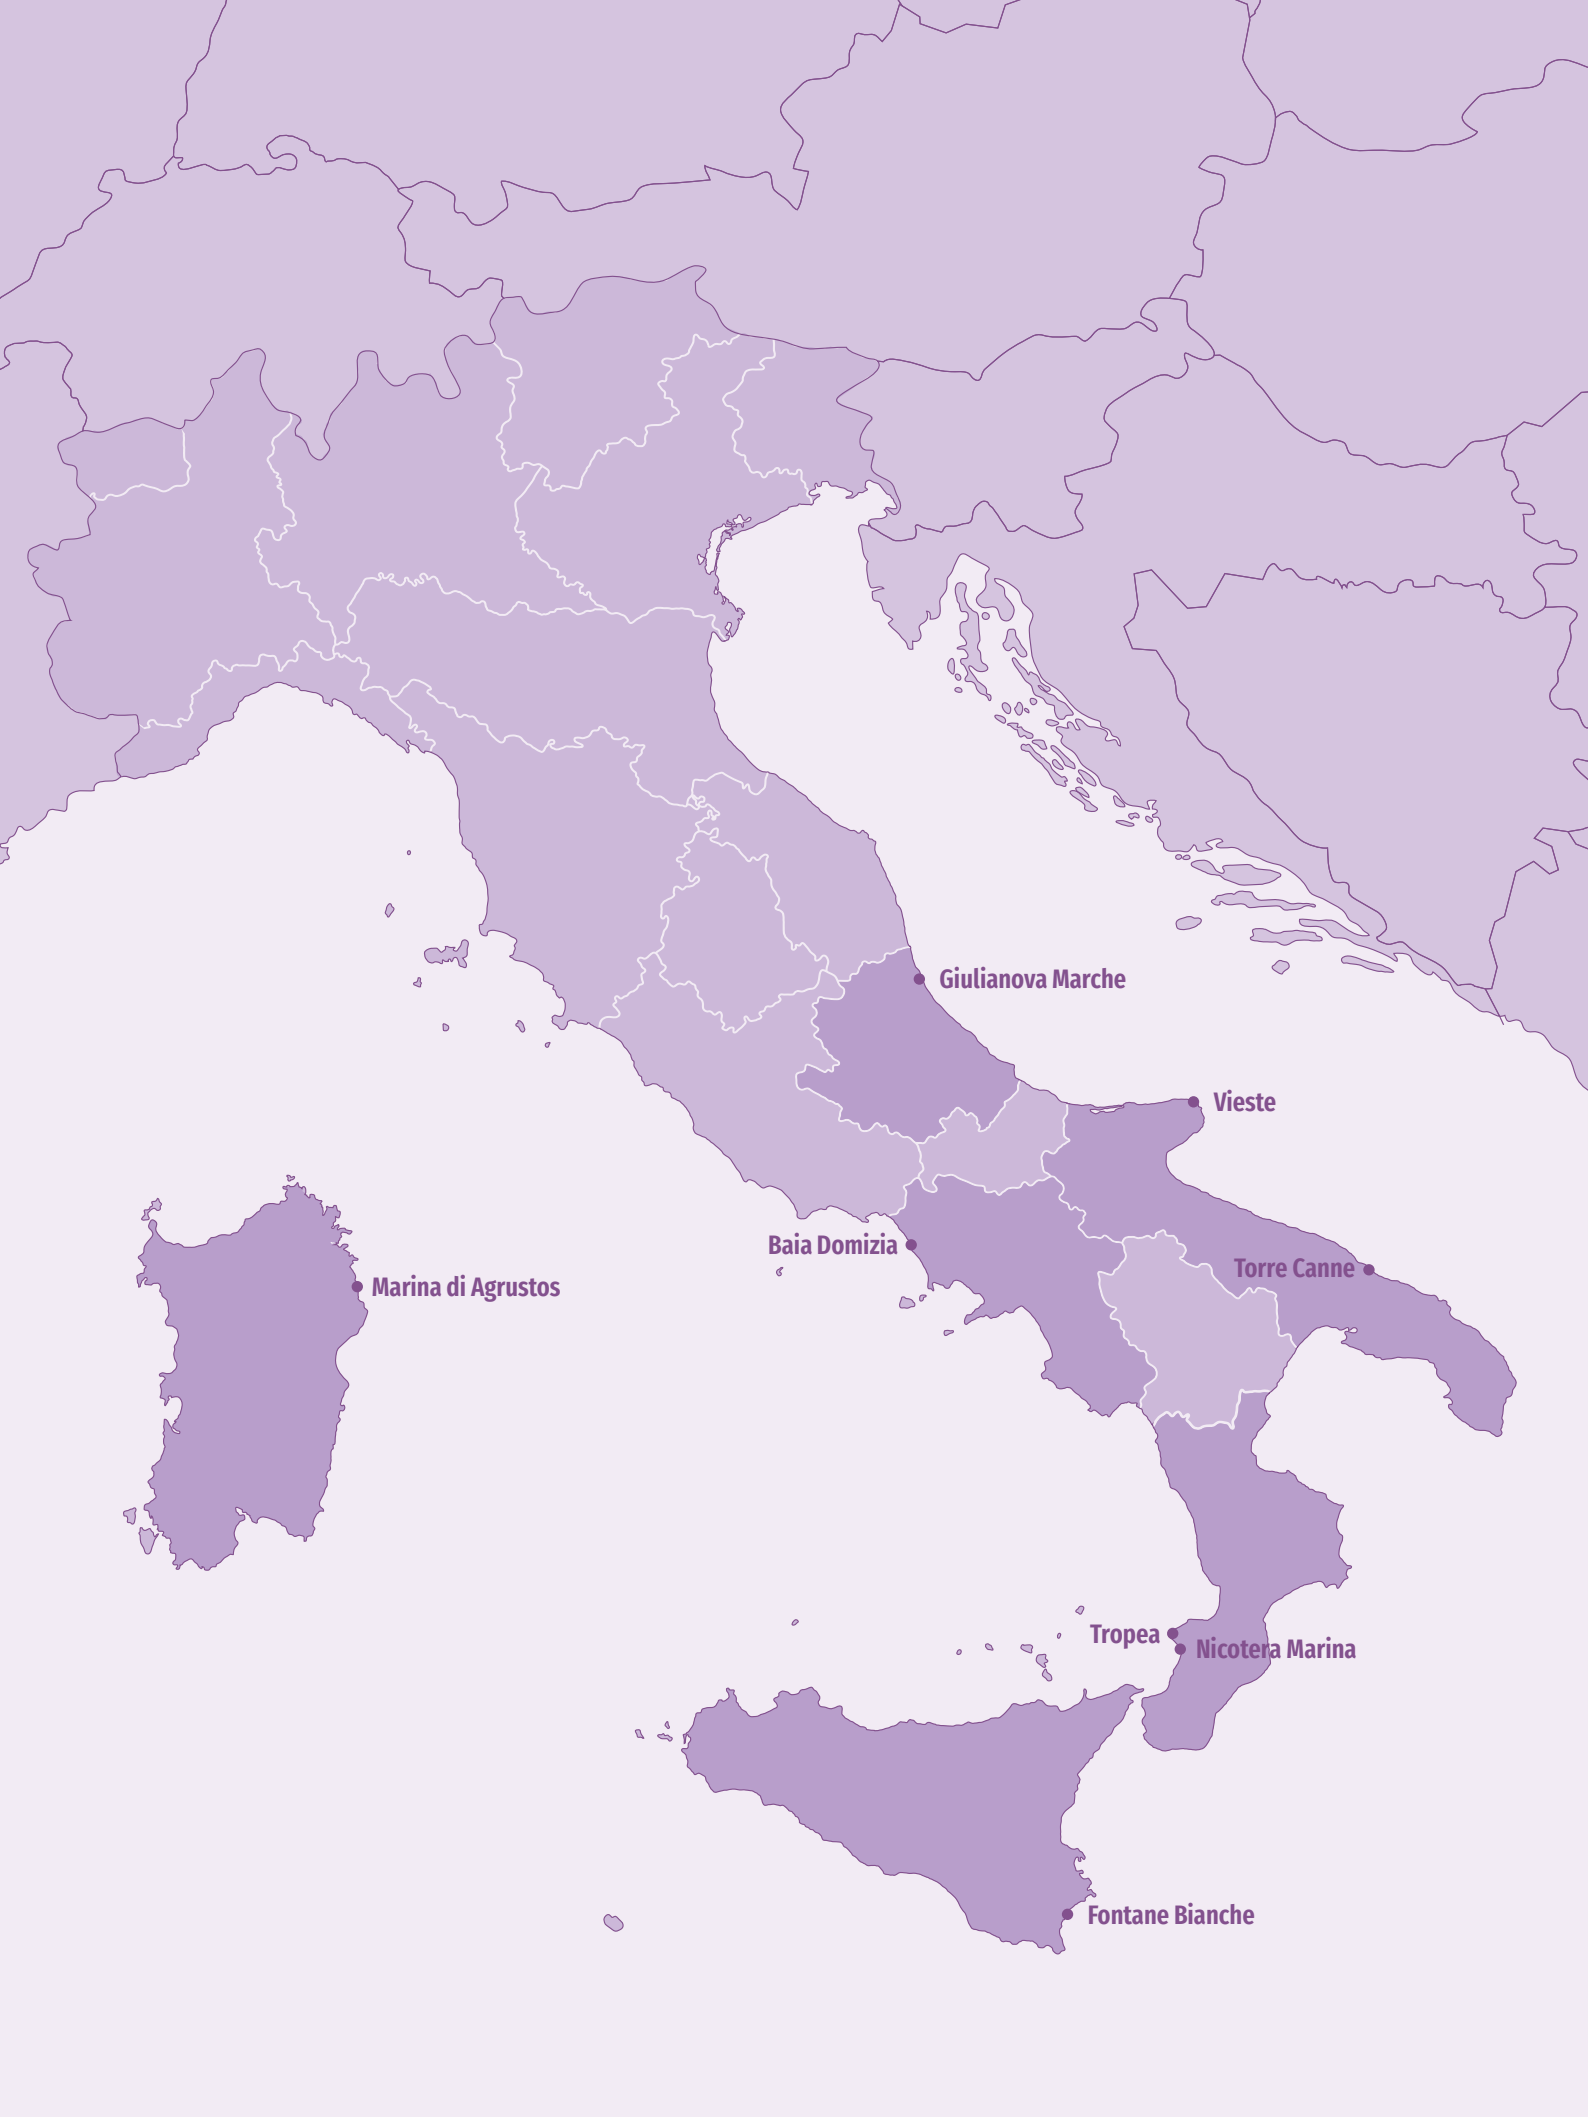 Giulianova Marche
Vieste
Baia Domizia
Torre Canne
Marina di Agrustos
Tropea
Nicotera Marina
Fontane Bianche